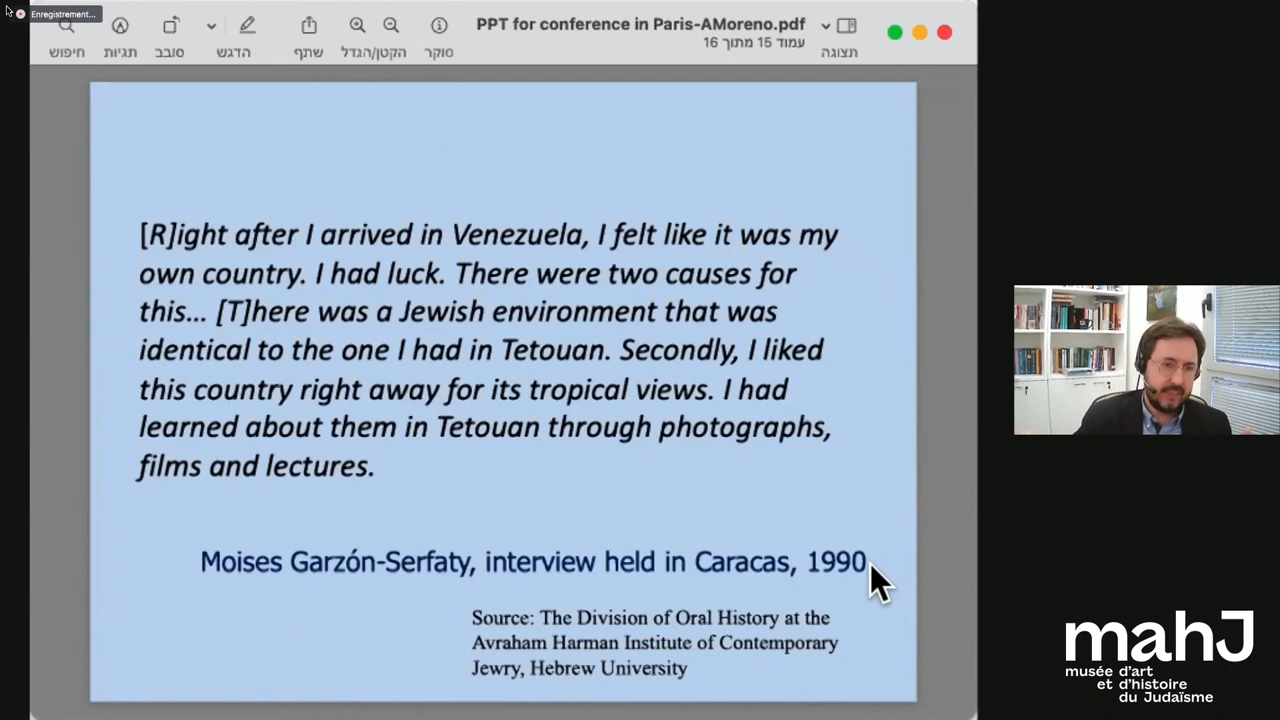 Enregistrement...
PPT for conference in Paris-AMoreno.pdf
עמוד 15 מתוך 16
חיפוש
תגיות
סובב
הדגש
שתף
הקטן/הגדל
סוקר
תצוגה
[R]ight after I arrived in Venezuela, I felt like it was my
own country. I had luck. There were two causes for
this... [T]here was a Jewish environment that was
identical to the one I had in Tetouan. Secondly, I liked
this country right away for its tropical views. I had
learned about them in Tetouan through photographs,
films and lectures.
Moises Garzón-Serfaty, interview held in Caracas, 1990
Source: The Division of Oral History at the
Avraham Harman Institute of Contemporary
Jewry, Hebrew University
mahJ
musée d'art
et d'histoire
du Judaïsme